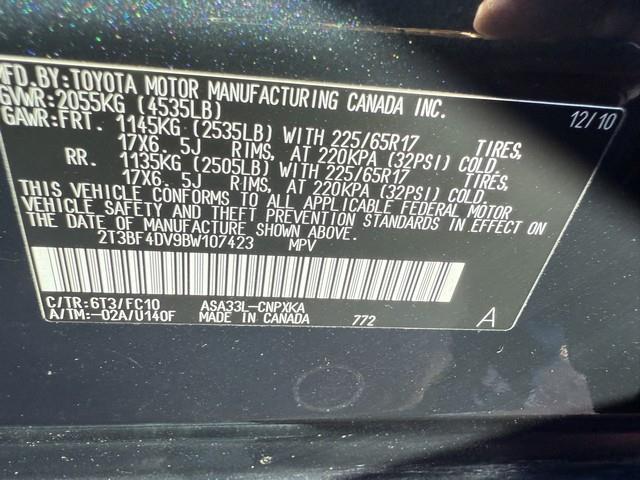 MFD.BY:TOYOTA MOTOR MANUFACTURING CANADA INC.
GVWR:2055KG (4535LB) 12/10
GAWR:FRT. 1145KG (2535LB) WITH 225/65R17 TIRES,
17X6. 5J RIMS, AT 220KPA (32PSI) COLD.
RR. 1135KG (2505LB) WITH 225/65R17 TIRES,
17X6. 5J RIMS, AT 220KPA (32PSI) COLD.
THIS VEHICLE CONFORMS TO ALL APPLICABLE FEDERAL MOTOR
VEHICLE SAFETY AND THEFT PREVENTION STANDARDS IN EFFECT ON
THE DATE OF MANUFACTURE SHOWN ABOVE.
2T3BF4DV9BW107423 MPV
C/TR:6T3/FC10 ASA33L-CNPXKA
A/TM:-02A/U140F MADE IN CANADA 772 A